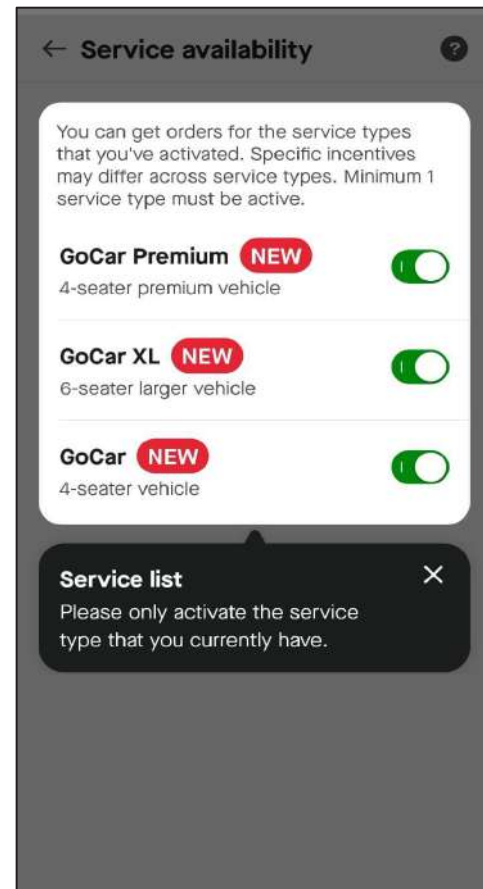 Service availability
?
You can get orders for the service types
that you've activated. Specific incentives
may differ across service types. Minimum 1
service type must be active.
GoCar Premium NEW
4-seater premium vehicle
GoCar XL NEW
6-seater larger vehicle
GoCar NEW
4-seater vehicle
Service list
Please only activate the service
type that you currently have.